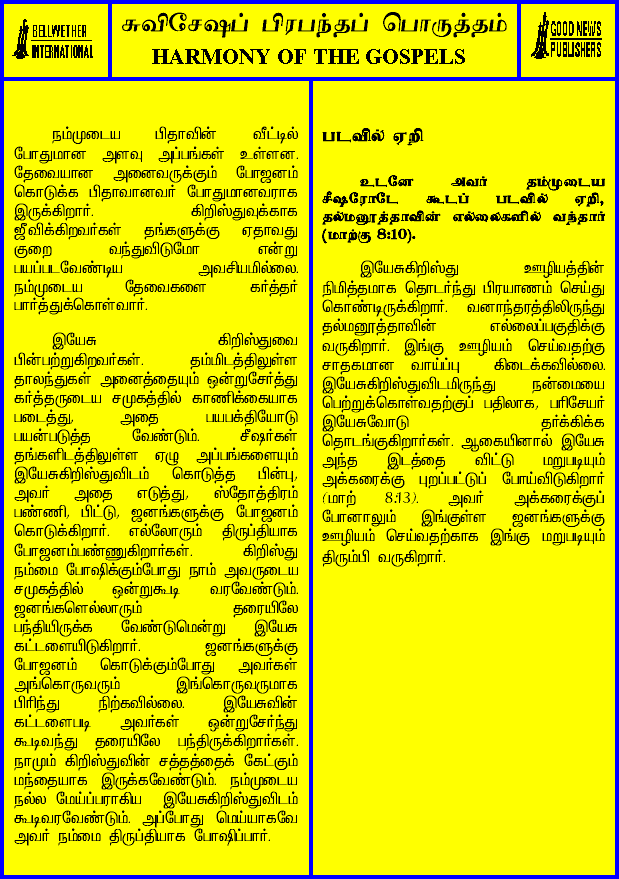 BELLWETHER
INTERNATIONAL
சுவிசேஷப் பிரபந்தப் பொருத்தம்
HARMONY OF THE GOSPELS
GOOD NEWS
PUBLISHERS
நம்முடைய பிதாவின் வீட்டில்
போதுமான அளவு அப்பங்கள் உள்ளன.
தேவையான அனைவருக்கும் போஜனம்
கொடுக்க பிதாவானவர் போதுமானவராக
இருக்கிறார். கிறிஸ்துவுக்காக
ஜீவிக்கிறவர்கள் தங்களுக்கு ஏதாவது
குறை வந்துவிடுமோ என்று
பயப்படவேண்டிய அவசியமில்லை.
நம்முடைய தேவைகளை கர்த்தர்
பார்த்துக்கொள்வார்.
இயேசு கிறிஸ்துவை
பின்பற்றுகிறவர்கள். தம்மிடத்திலுள்ள
தாலந்துகள் அனைத்தையும் ஒன்றுசேர்த்து
கர்த்தருடைய சமுகத்தில் காணிக்கையாக
படைத்து, அதை பயபக்தியோடு
பயன்படுத்த வேண்டும். சீஷர்கள்
தங்களிடத்திலுள்ள ஏழு அப்பங்களையும்
இயேசுகிறிஸ்துவிடம் கொடுத்த பின்பு,
அவர் அதை எடுத்து, ஸ்தோத்திரம்
பண்ணி, பிட்டு, ஜனங்களுக்கு போஜனம்
கொடுக்கிறார். எல்லோரும் திருப்தியாக
போஜனம்பண்ணுகிறார்கள். கிறிஸ்து
நம்மை போஷிக்கும்போது நாம் அவருடைய
சமுகத்தில் ஒன்றுகூடி வரவேண்டும்.
ஜனங்களெல்லாரும் தரையிலே
பந்தியிருக்க வேண்டுமென்று இயேசு
கட்டளையிடுகிறார். ஜனங்களுக்கு
போஜனம் கொடுக்கும்போது அவர்கள்
அங்கொருவரும் இங்கொருவருமாக
பிரிந்து நிற்கவில்லை. இயேசுவின்
கட்டளைபடி அவர்கள் ஒன்றுசேர்ந்து
கூடிவந்து தரையிலே பந்திருக்கிறார்கள்.
நாமும் கிறிஸ்துவின் சத்தத்தைக் கேட்கும்
மந்தையாக இருக்கவேண்டும். நம்முடைய
நல்ல மேய்ப்பராகிய இயேசுகிறிஸ்துவிடம்
கூடிவரவேண்டும். அப்போது மெய்யாகவே
அவர் நம்மை திருப்தியாக போஷிப்பார்.
படவில் ஏறி
உடனே அவர் தம்முடைய
சீஷரோடே கூடப் படவில் ஏறி,
தல்மனூத்தாவின் எல்லைகளில் வந்தார்
(மாற்கு 8:10).
இயேசுகிறிஸ்து ஊழியத்தின்
நிமித்தமாக தொடர்ந்து பிரயாணம் செய்து
கொண்டிருக்கிறார். வனாந்தரத்திலிருந்து
தல்மனூத்தாவின் எல்லைப்பகுதிக்கு
வருகிறார். இங்கு ஊழியம் செய்வதற்கு
சாதகமான வாய்ப்பு கிடைக்கவில்லை.
இயேசுகிறிஸ்துவிடமிருந்து நன்மையை
பெற்றுக்கொள்வதற்குப் பதிலாக, பரிசேயர்
இயேசுவோடு தர்க்கிக்க
தொடங்குகிறார்கள். ஆகையினால் இயேசு
அந்த இடத்தை விட்டு மறுபடியும்
அக்கரைக்கு புறப்பட்டுப் போய்விடுகிறார்
(மாற் 8:13). அவர் அக்கரைக்குப்
போனாலும் இங்குள்ள ஜனங்களுக்கு
ஊழியம் செய்வதற்காக இங்கு மறுபடியும்
திரும்பி வருகிறார்.